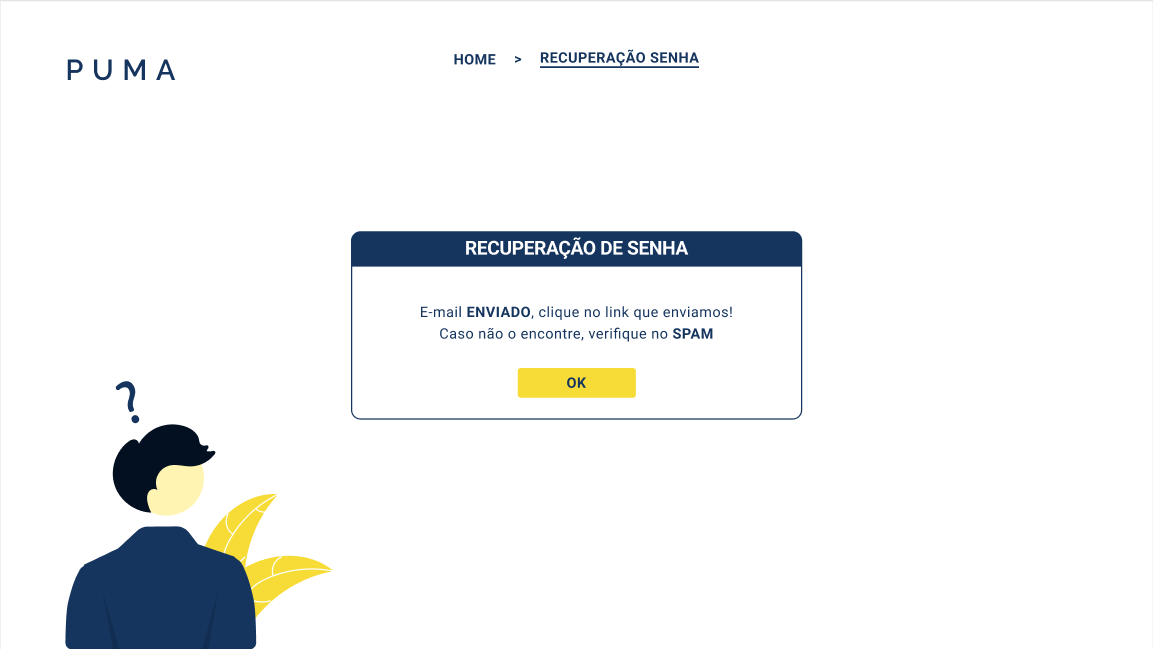 PUMA
HOME > RECUPERAÇÃO SENHA
RECUPERAÇÃO DE SENHA
E-mail ENVIADO, clique no link que enviamos!
Caso não o encontre, verifique no SPAM
OK
?